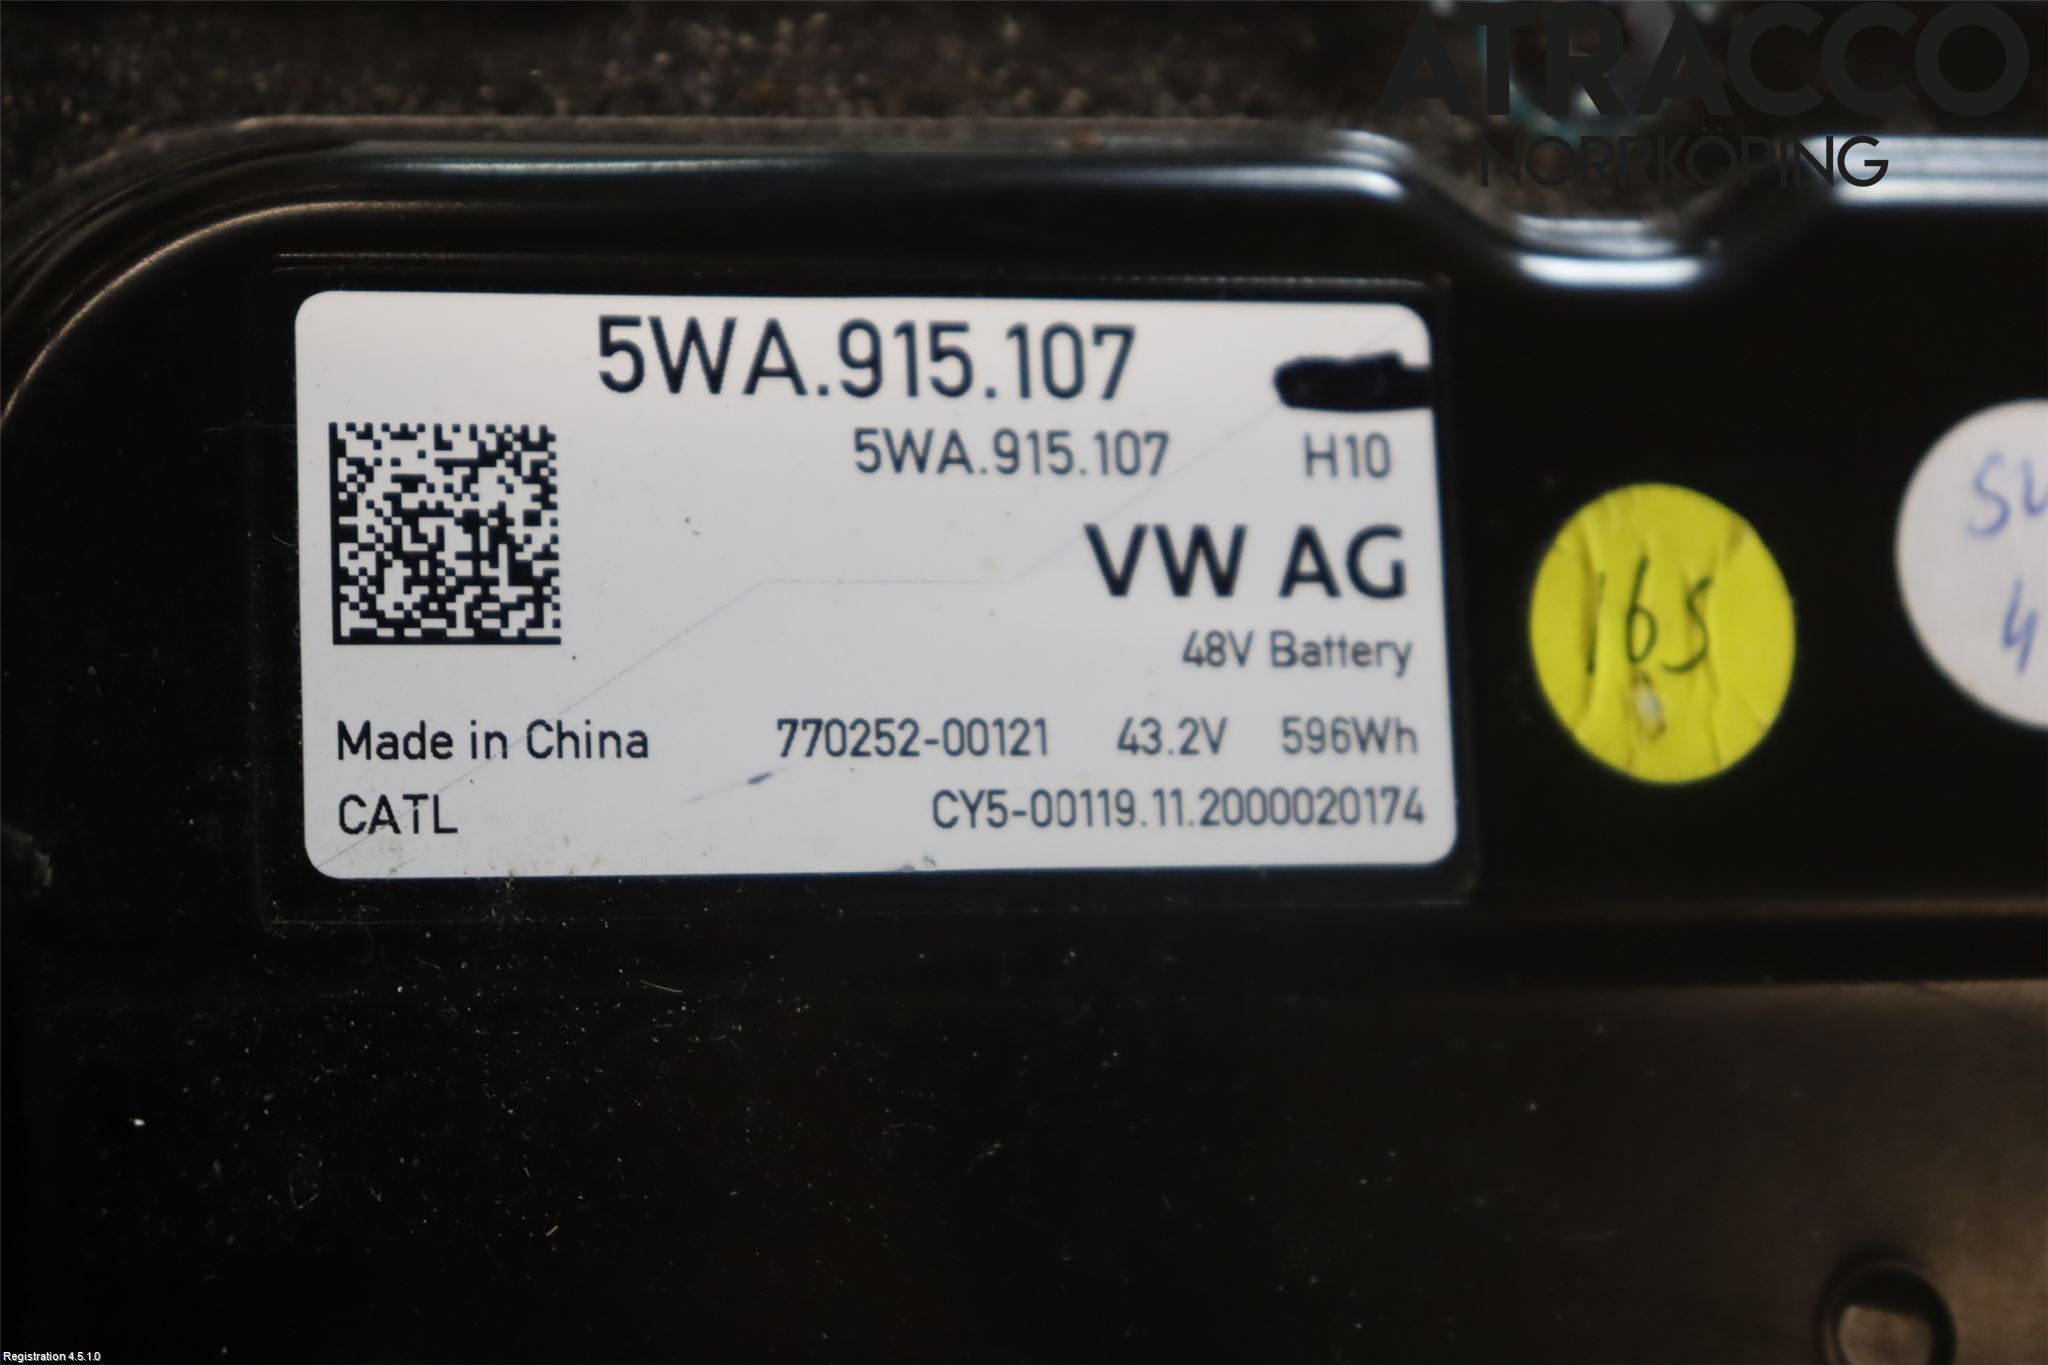 ATRACCO
NORRKÖPING
5WA.915.107
5WA.915.107 H10
VW AG
48V Battery
Made in China 770252-00121 43.2V 596Wh
CATL CY5-00119.11.2000020174
165
4
Registration 4.5.1.0